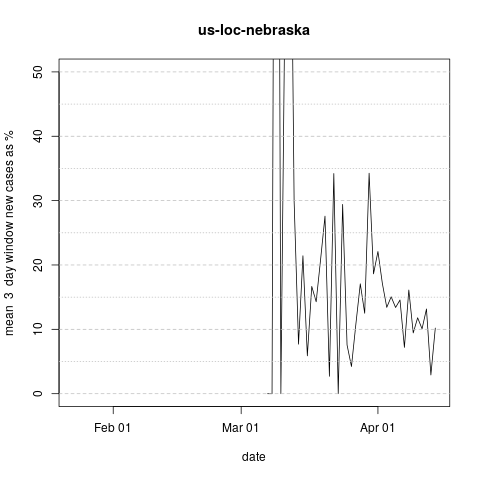 us-loc-nebraska
mean 3 day window new cases as %
50
40
30
20
10
0
Feb 01
Mar 01
Apr 01
date